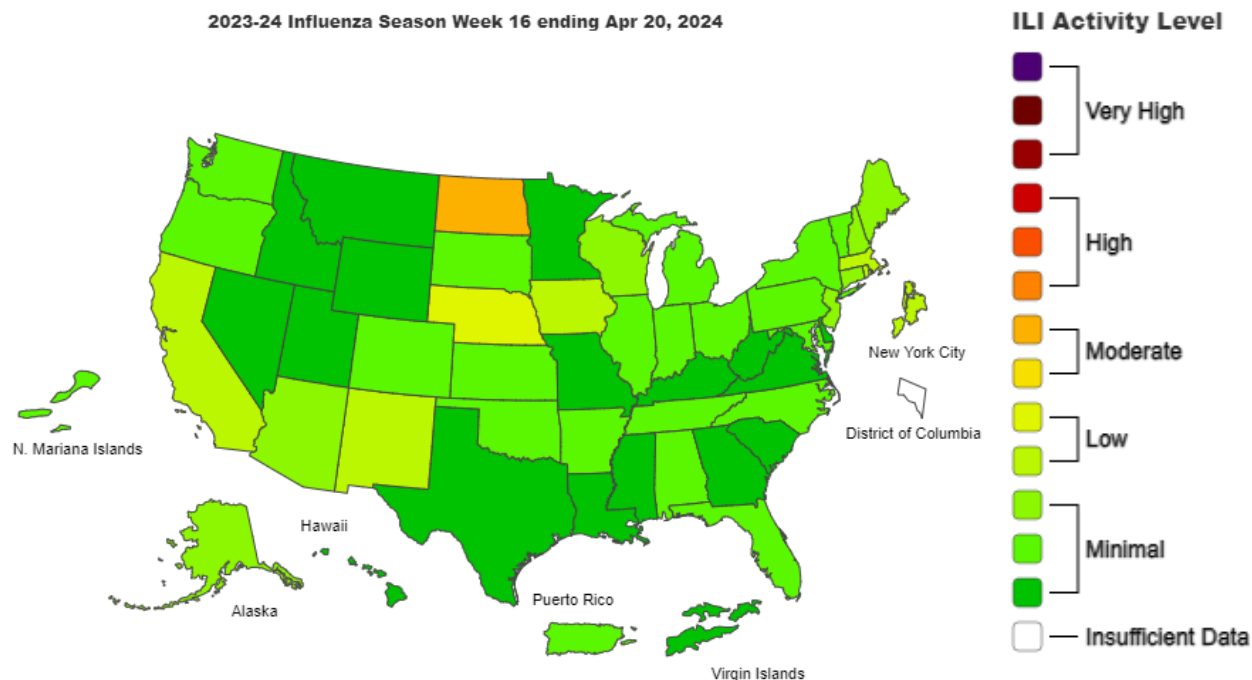 2023-24 Influenza Season Week 16 ending Apr 20, 2024
ILI Activity Level
Very High
High
Moderate
Low
Minimal
Insufficient Data
New York City
District of Columbia
N. Mariana Islands
Hawaii
Alaska
Puerto Rico
Virgin Islands